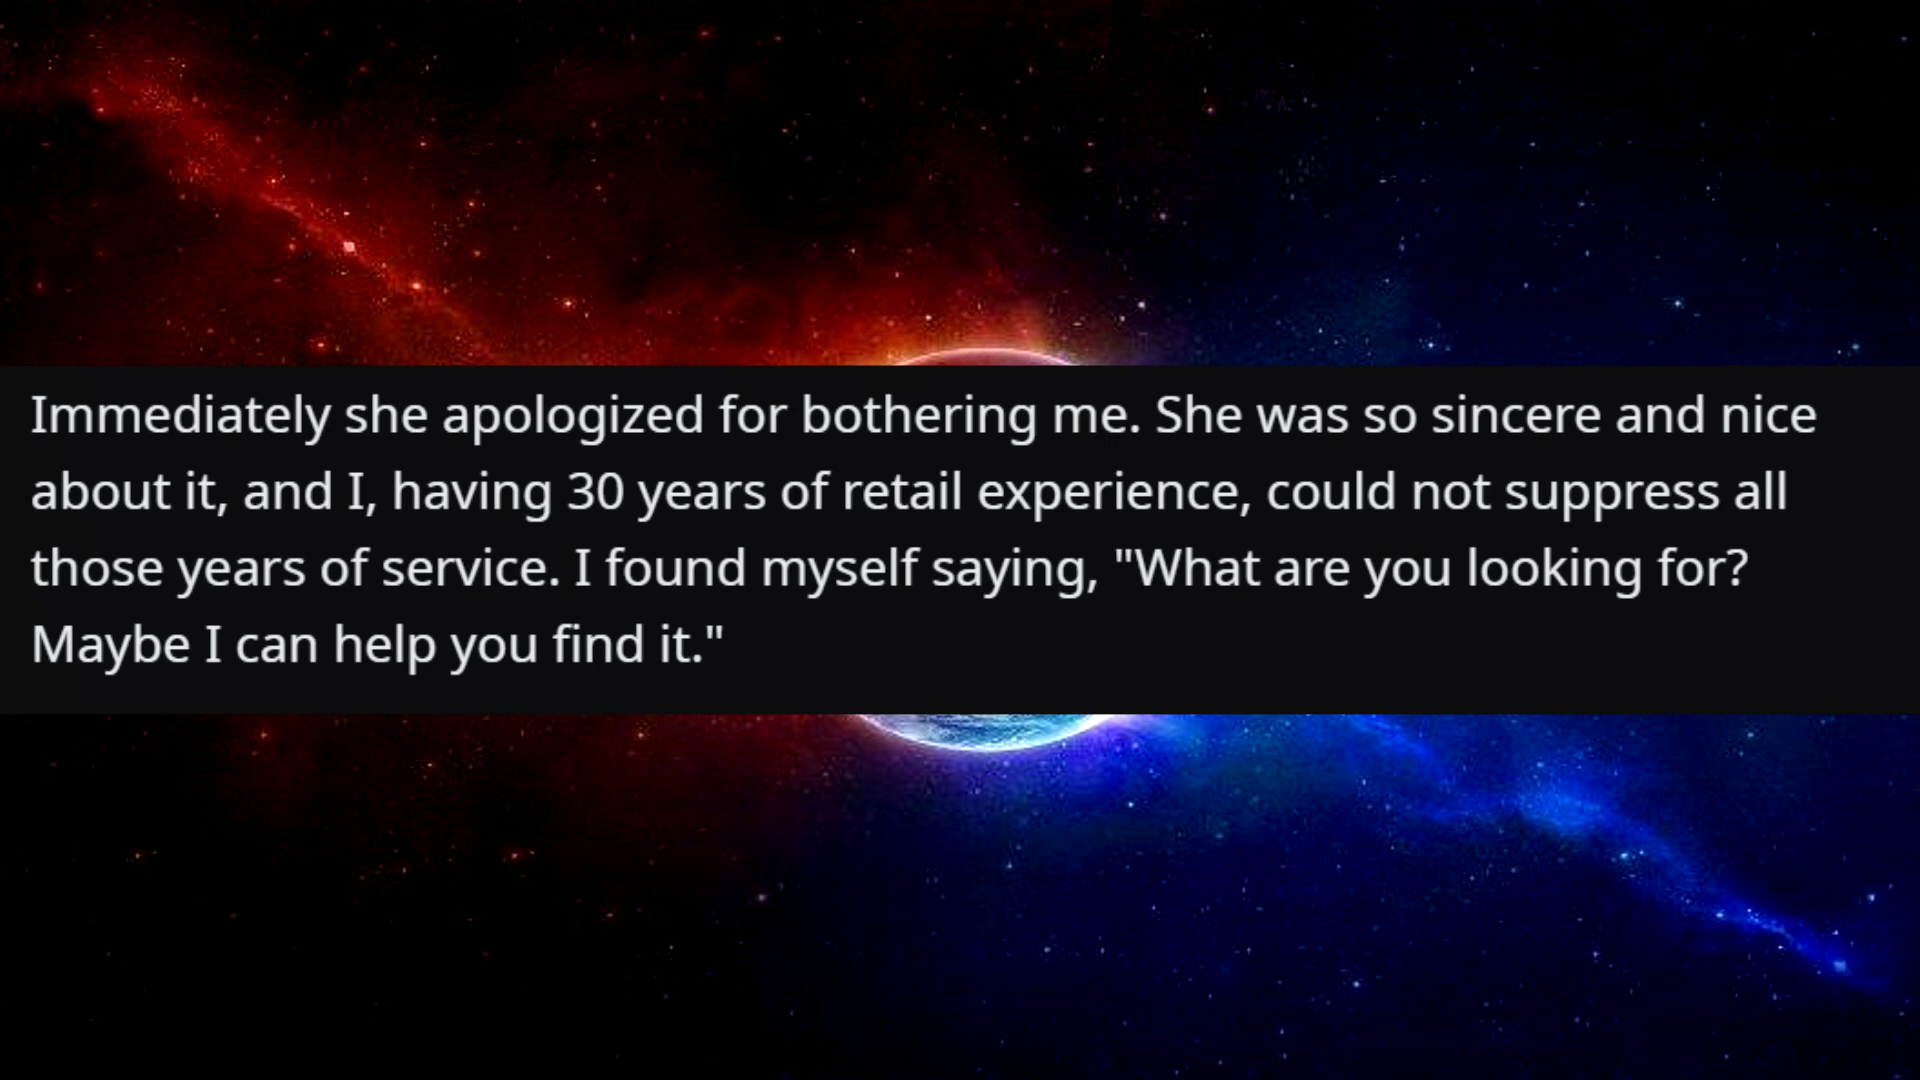 Immediately she apologized for bothering me. She was so sincere and nice
about it, and I, having 30 years of retail experience, could not suppress all
those years of service. I found myself saying, "What are you looking for?
Maybe I can help you find it."